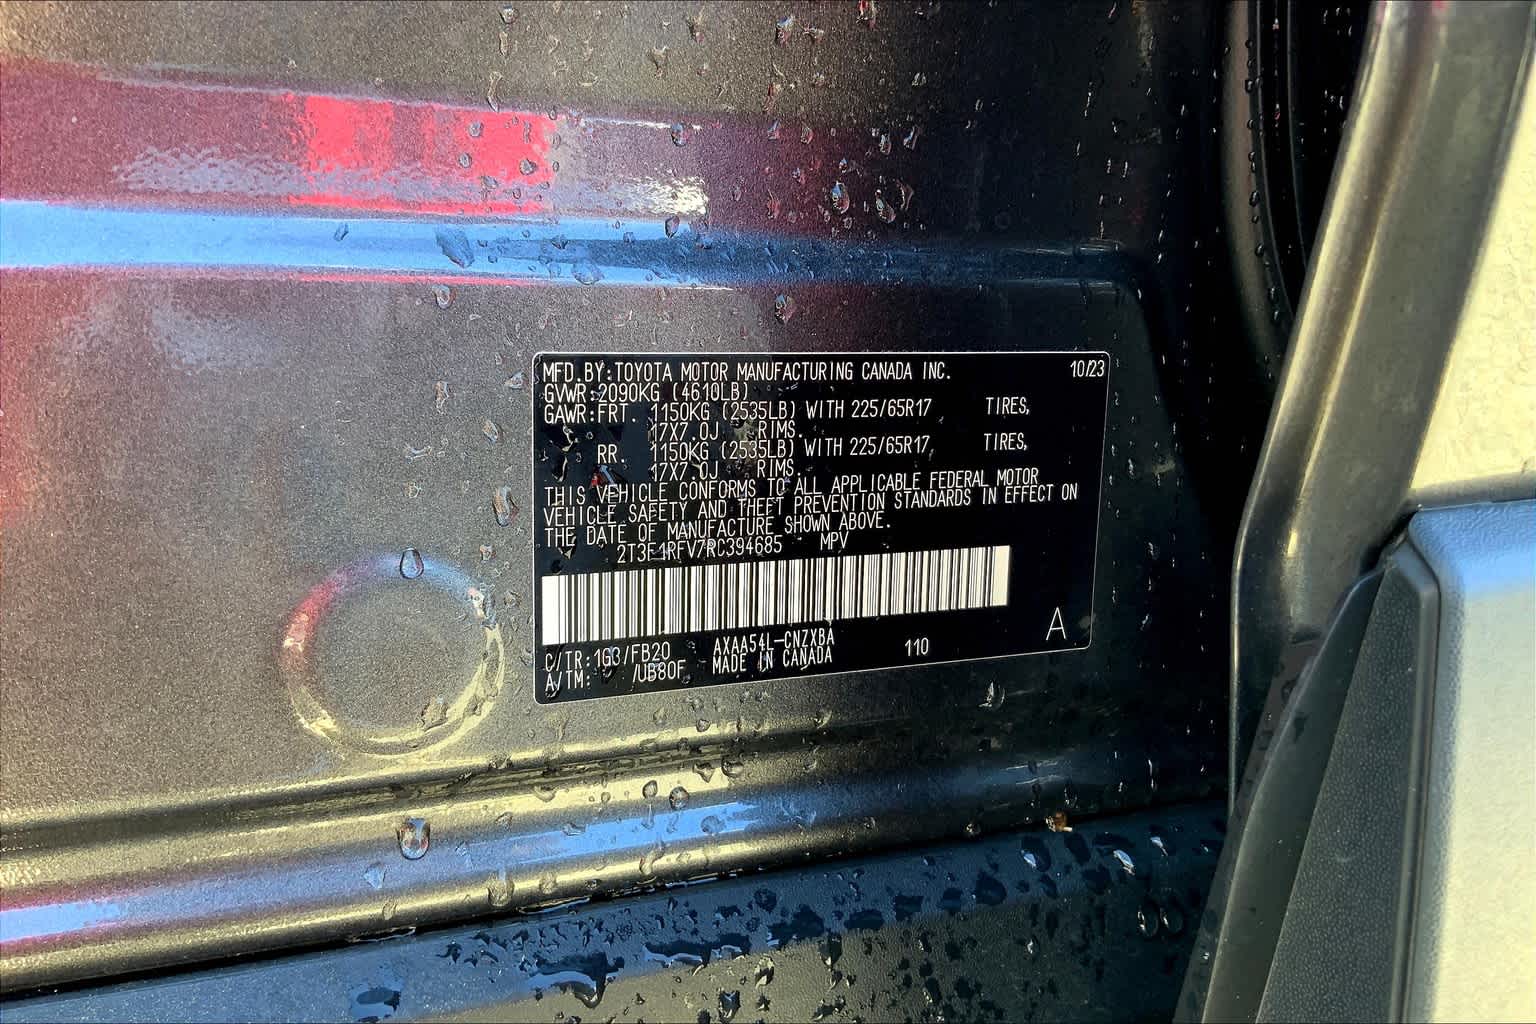 MFD.BY:TOYOTA MOTOR MANUFACTURING CANADA INC. 10/23
GVWR:2090KG (4610LB)
GAWR:FRT. 1150KG (2535LB) WITH 225/65R17 TIRES,
17X7.0J RIMS.
RR. 1150KG (2535LB) WITH 225/65R17, TIRES,
17X7.0J RIMS.
THIS VEHICLE CONFORMS TO ALL APPLICABLE FEDERAL MOTOR
VEHICLE SAFETY AND THEFT PREVENTION STANDARDS IN EFFECT ON
THE DATE OF MANUFACTURE SHOWN ABOVE.
2T3F1RFV7RC394685 MPV
C/TR:1G3/FB20 AXAA54L-CNZXBA 110 A
A/TM: /UB80F MADE IN CANADA